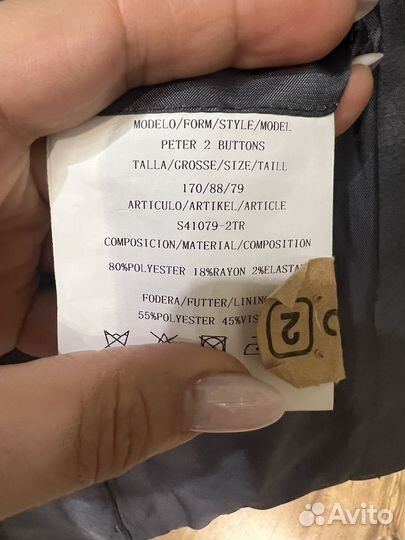 MODELO/FORM/STYLE/MODEL
PETER 2 BUTTONS
TALLA/GROSSE/SIZE/TAILL
170/88/79
ARTICULO/ARTIKEL/ARTICLE
S41079-2TR
COMPOSICION/MATERIAL/COMPOSITION
80%POLYESTER 18%RAYON 2%ELASTA
FODERA/FUTTER/LINING
55%POLYESTER 45%VIS
2
Avito